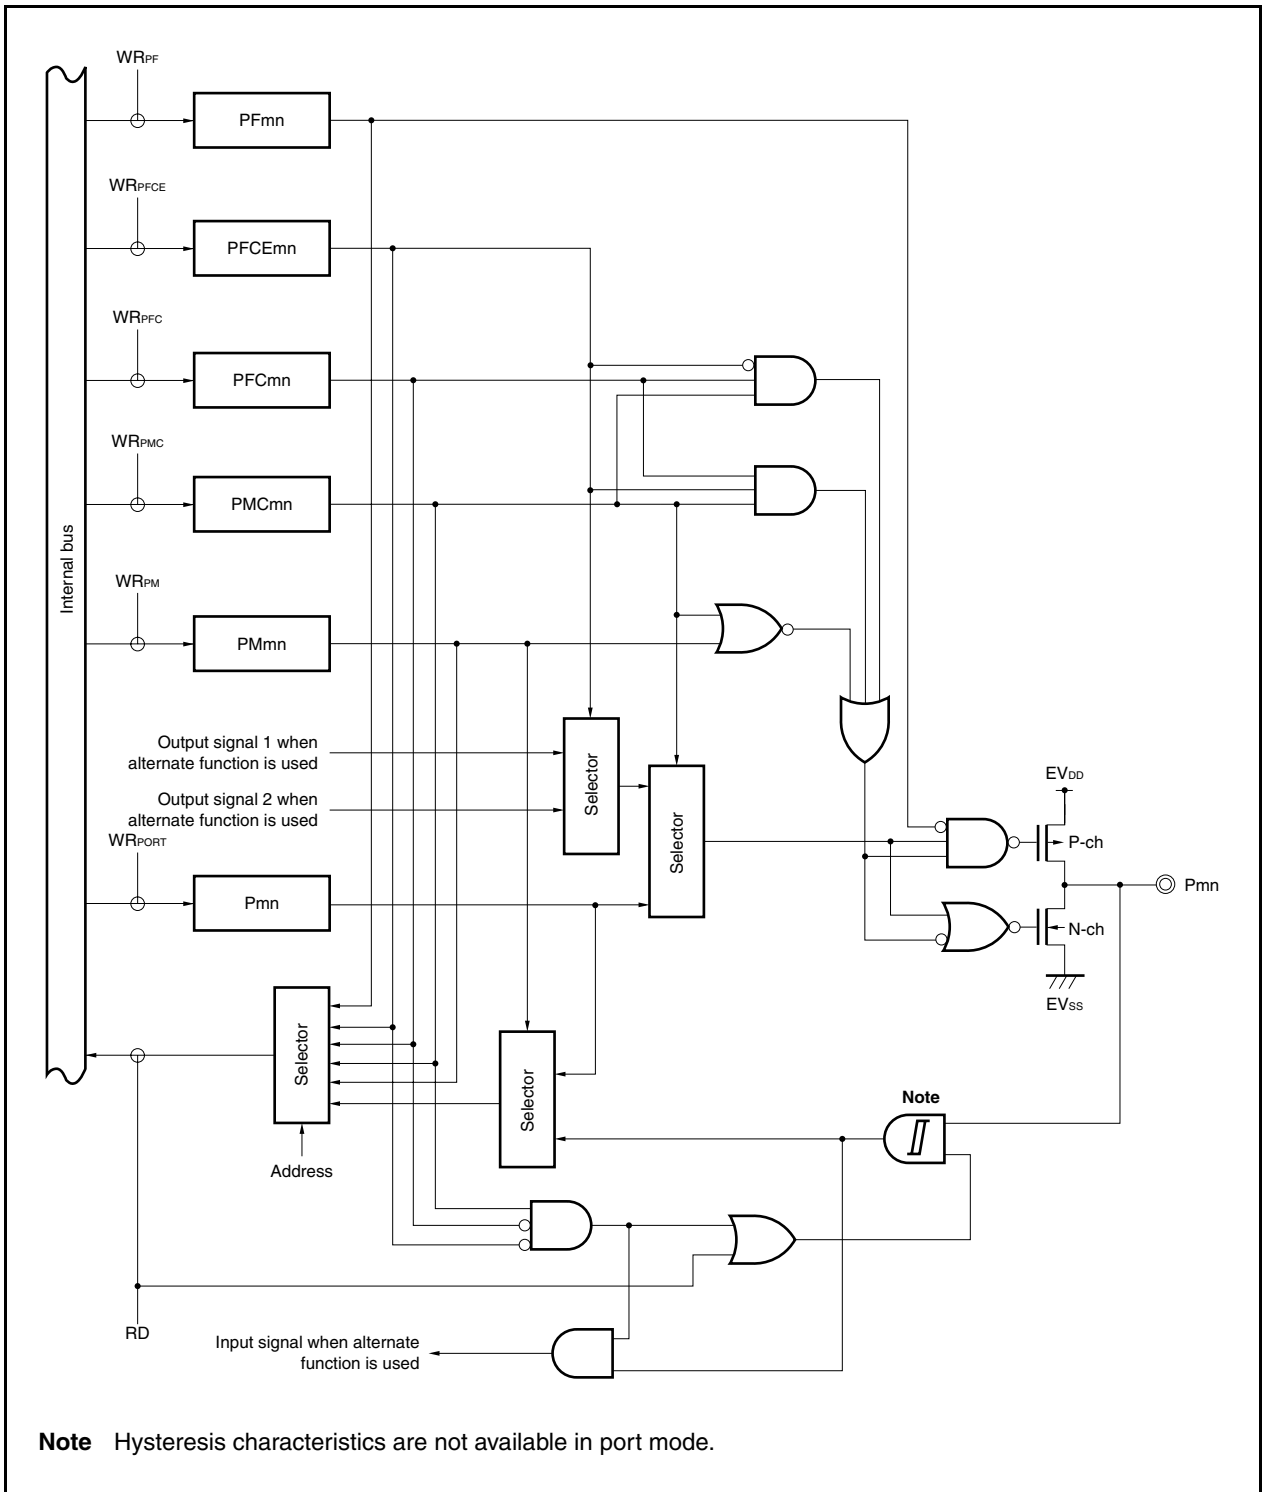 WRPF
PFmn
WRPFCE
PFCEmn
WRPFC
PFCmn
WRPMC
PMCmn
Internal bus
WRPM
PMmn
Output signal 1 when
alternate function is used
Output signal 2 when
alternate function is used
Selector
Selector
WRPORT
Pmn
EVDD
P-ch
Pmn
N-ch
EVSS
Selector
Selector
Address
Note
RD
Input signal when alternate
function is used
Note Hysteresis characteristics are not available in port mode.